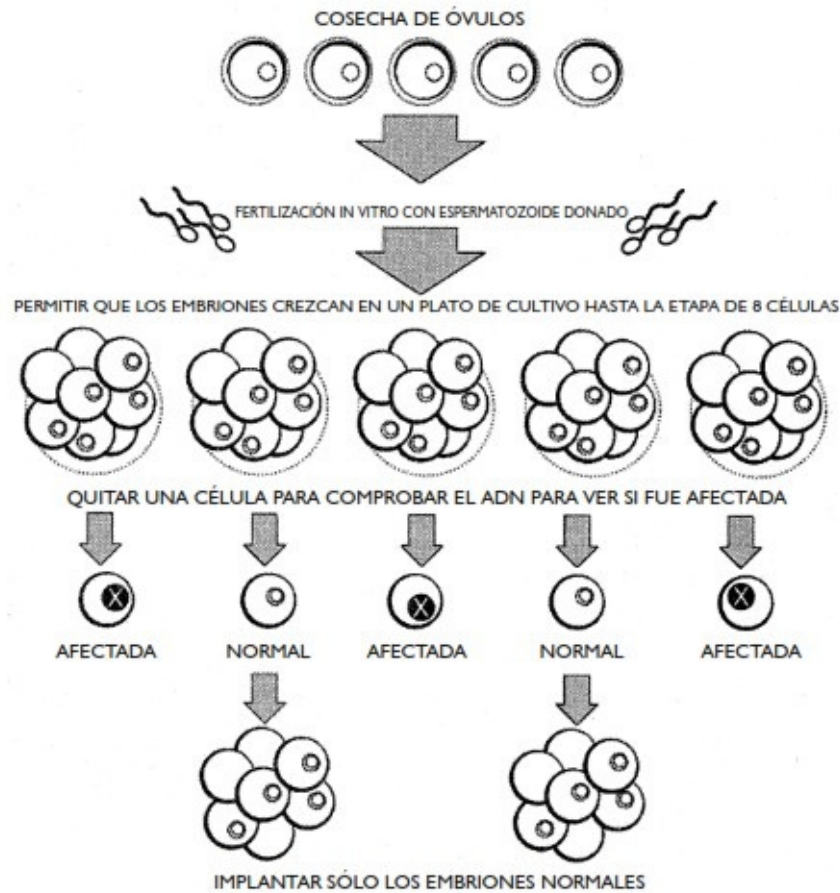 COSECHA DE ÓVULOS
FERTILIZACIÓN IN VITRO CON ESPERMATOZOIDE DONADO
PERMITIR QUE LOS EMBRIONES CREZCAN EN UN PLATO DE CULTIVO HASTA LA ETAPA DE 8 CÉLULAS
QUITAR UNA CÉLULA PARA COMPROBAR EL ADN PARA VER SI FUE AFECTADA
X X X
AFECTADA NORMAL AFECTADA NORMAL AFECTADA
IMPLANTAR SÓLO LOS EMBRIONES NORMALES